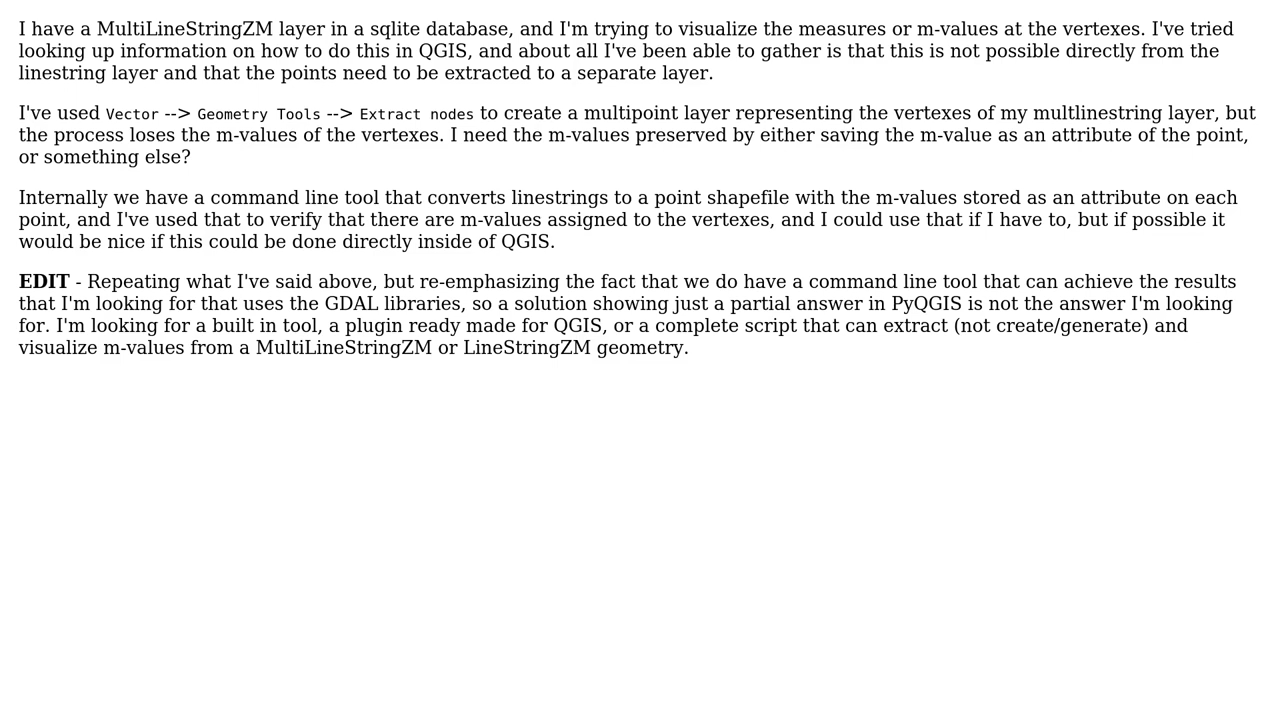 I have a MultiLineStringZM layer in a sqlite database, and I'm trying to visualize the measures or m-values at the vertexes. I've tried
looking up information on how to do this in QGIS, and about all I've been able to gather is that this is not possible directly from the
linestring layer and that the points need to be extracted to a separate layer.
I've used Vector --> Geometry Tools --> Extract nodes to create a multipoint layer representing the vertexes of my multlinestring layer, but
the process loses the m-values of the vertexes. I need the m-values preserved by either saving the m-value as an attribute of the point,
or something else?
Internally we have a command line tool that converts linestrings to a point shapefile with the m-values stored as an attribute on each
point, and I've used that to verify that there are m-values assigned to the vertexes, and I could use that if I have to, but if possible it
would be nice if this could be done directly inside of QGIS.
EDIT - Repeating what I've said above, but re-emphasizing the fact that we do have a command line tool that can achieve the results
that I'm looking for that uses the GDAL libraries, so a solution showing just a partial answer in PyQGIS is not the answer I'm looking
for. I'm looking for a built in tool, a plugin ready made for QGIS, or a complete script that can extract (not create/generate) and
visualize m-values from a MultiLineStringZM or LineStringZM geometry.